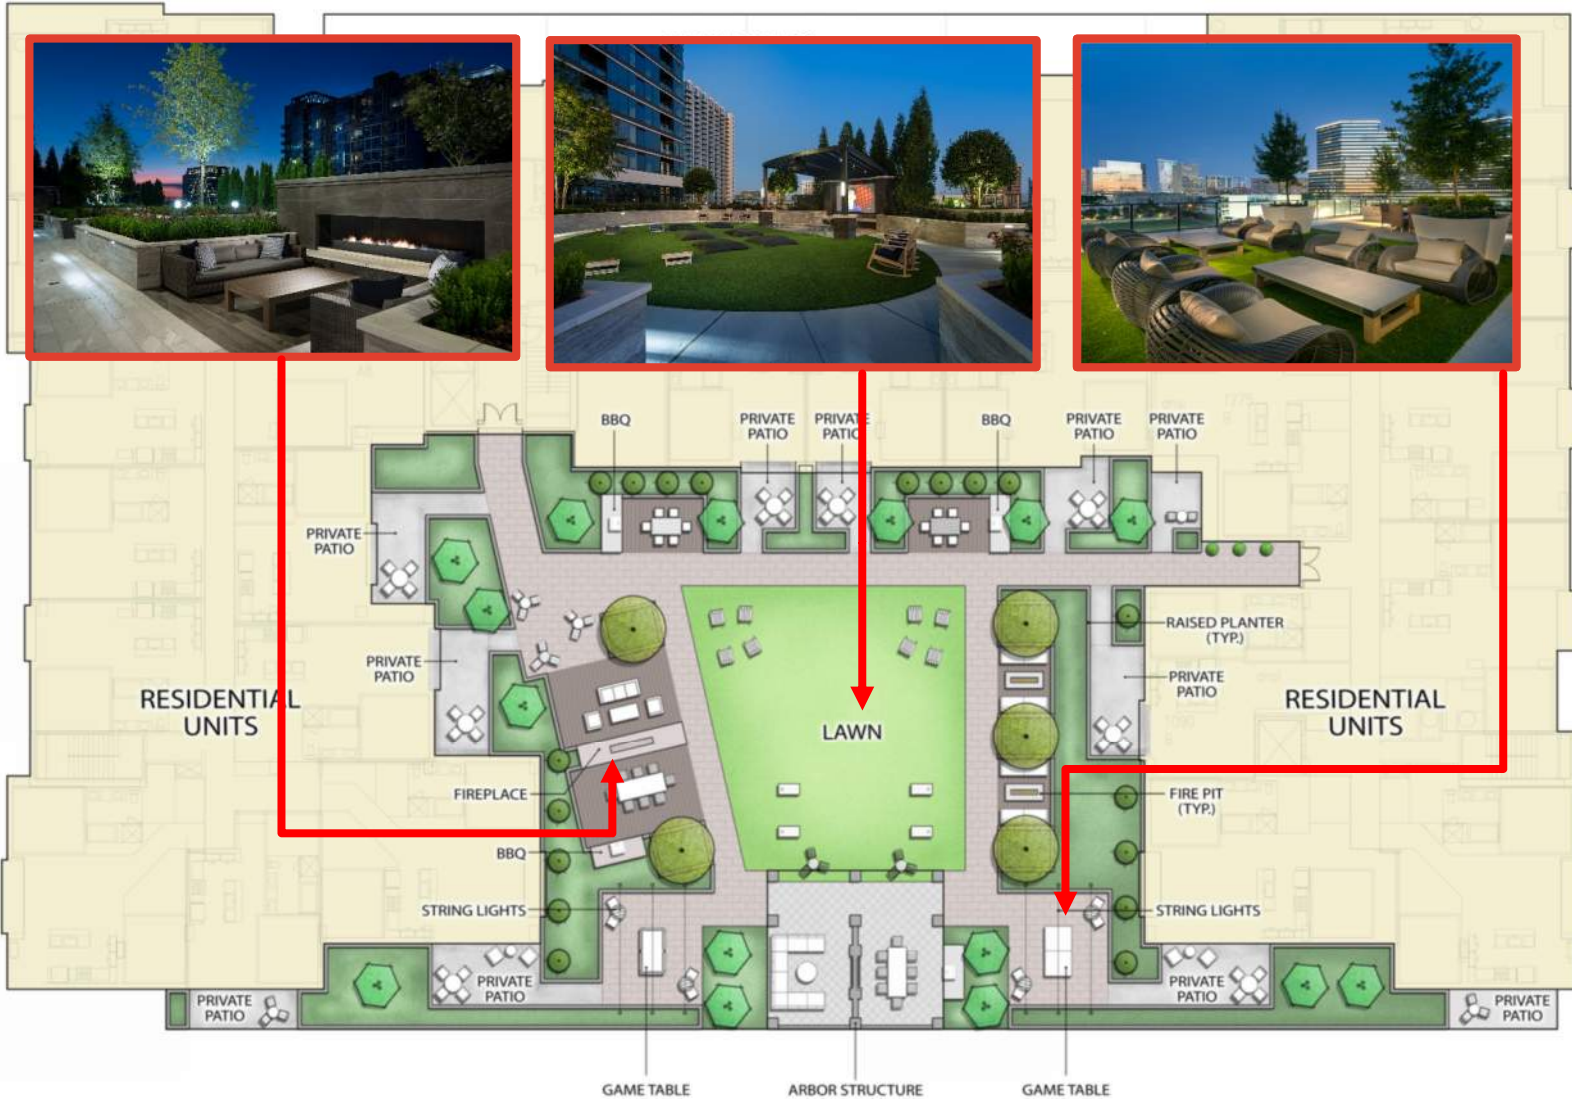 BBQ
PRIVATE
PATIO
PRIVATE
PATIO
BBQ
PRIVATE
PATIO
PRIVATE
PATIO
PRIVATE
PATIO
RAISED PLANTER
(TYP.)
PRIVATE
PATIO
PRIVATE
PATIO
RESIDENTIAL
UNITS
LAWN
RESIDENTIAL
UNITS
FIREPLACE
FIRE PIT
(TYP.)
BBQ
STRING LIGHTS
STRING LIGHTS
PRIVATE
PATIO
PRIVATE
PATIO
PRIVATE
PATIO
PRIVATE
PATIO
GAME TABLE
ARBOR STRUCTURE
GAME TABLE